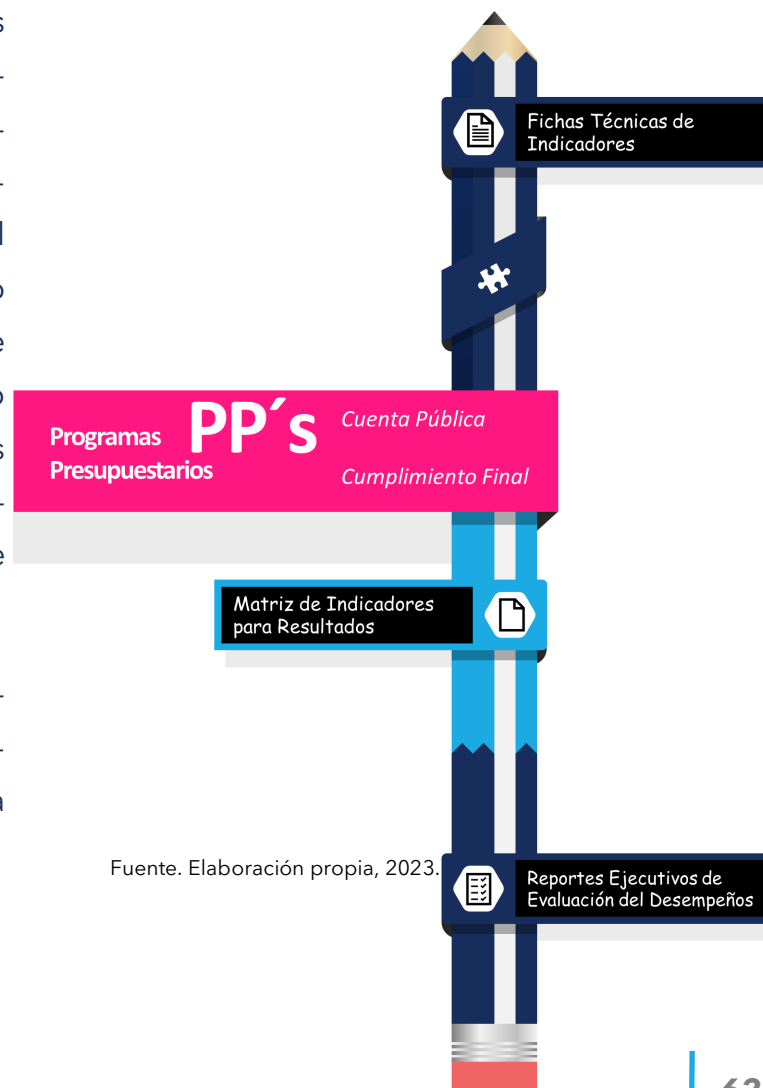 Fichas Técnicas de
Indicadores
Programas
Presupuestarios
PP´s
Cuenta Pública
Cumplimiento Final
Matriz de Indicadores
para Resultados
Fuente. Elaboración propia, 2023.
Reportes Ejecutivos de
Evaluación del Desempeños